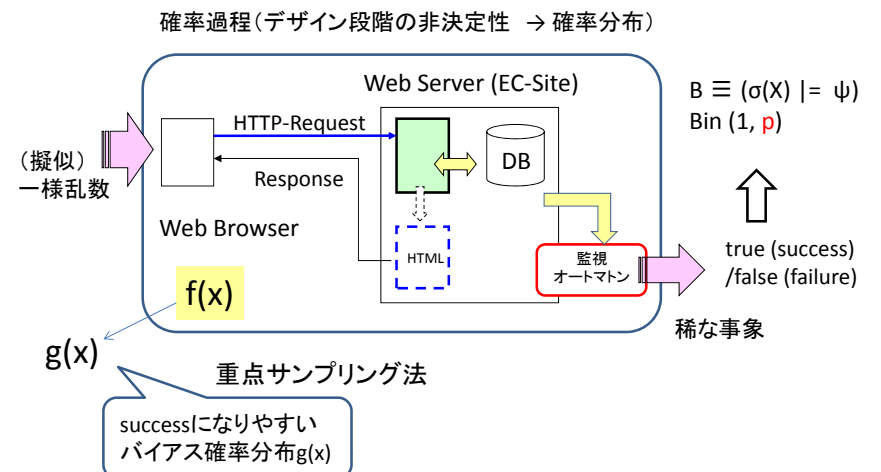 確率過程(デザイン段階の非決定性 → 確率分布)
Web Server (EC-Site)
B ≡ (σ(X) |= ψ)
Bin (1, p)
HTTP-Request
(擬似)
一様乱数
Response
DB
Web Browser
HTML
監視
オートマトン
true (success)
/false (failure)
稀な事象
f(x)
g(x)
重点サンプリング法
successになりやすい
バイアス確率分布g(x)